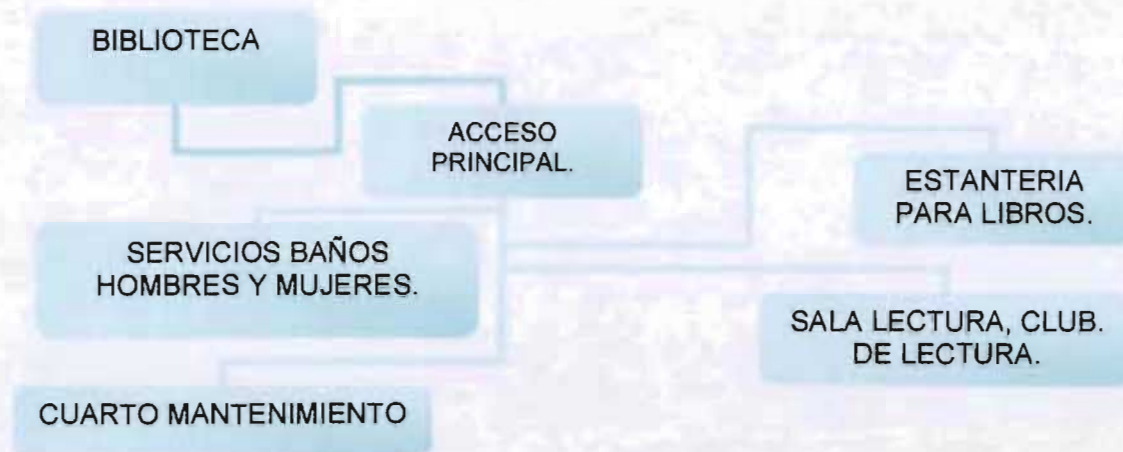 BIBLIOTECA
ACCESO
PRINCIPAL.
ESTANTERIA
PARA LIBROS.
SERVICIOS BAÑOS
HOMBRES Y MUJERES.
SALA LECTURA, CLUB.
DE LECTURA.
CUARTO MANTENIMIENTO